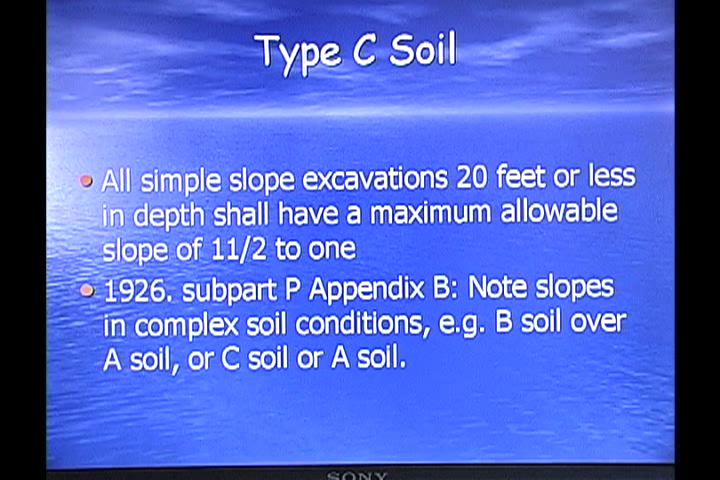 Type C Soil
All simple slope excavations 20 feet or less
in depth shall have a maximum allowable
slope of 11/2 to one
1926. subpart P Appendix B: Note slopes
in complex soil conditions, e.g. B soil over
A soil, or C soil or A soil.
SONY